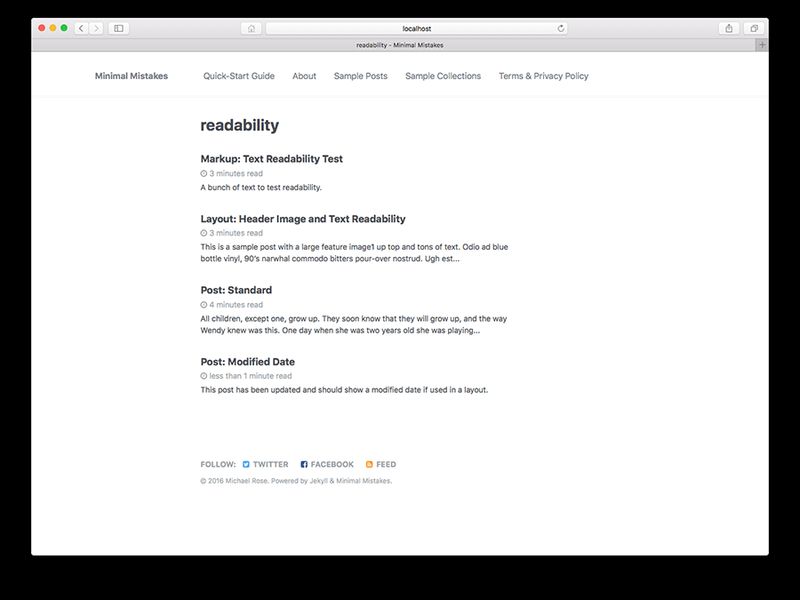 localhost
readability - Minimal Mistakes
Minimal Mistakes Quick-Start Guide About Sample Posts Sample Collections Terms & Privacy Policy
readability
Markup: Text Readability Test
3 minutes read
A bunch of text to test readability.
Layout: Header Image and Text Readability
3 minutes read
This is a sample post with a large feature image1 up top and tons of text. Odio ad blue
bottle vinyl, 90's narwhal commodo bitters pour-over nostrud. Ugh est...
Post: Standard
4 minutes read
All children, except one, grow up. They soon know that they will grow up, and the way
Wendy knew was this. One day when she was two years old she was playing...
Post: Modified Date
less than 1 minute read
This post has been updated and should show a modified date if used in a layout.
FOLLOW: TWITTER FACEBOOK FEED
© 2016 Michael Rose. Powered by Jekyll & Minimal Mistakes.